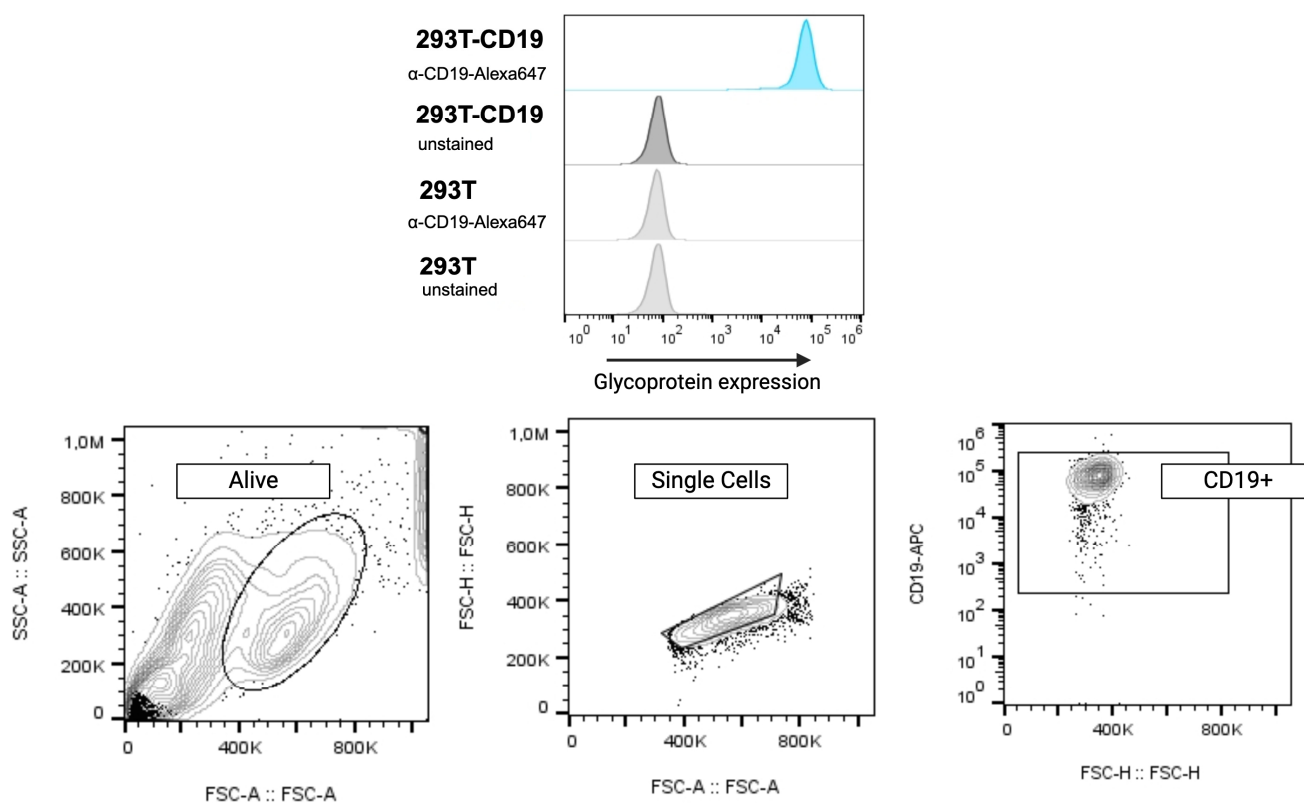 293T-CD19
α-CD19-Alexa647
293T-CD19
unstained
293T
α-CD19-Alexa647
293T
unstained
10^0 10^1 10^2 10^3 10^4 10^5 10^6
Glycoprotein expression
1,0M
800K
600K
400K
200K
0
SSC-A :: SSC-A
Alive
0 400K 800K
FSC-A :: FSC-A
1,0M
800K
600K
400K
200K
0
FSC-H :: FSC-H
Single Cells
0 400K 800K
FSC-A :: FSC-A
10^6
10^5
10^4
10^3
10^2
10^1
10^0
CD19-APC
CD19+
0 400K 800K
FSC-H :: FSC-H